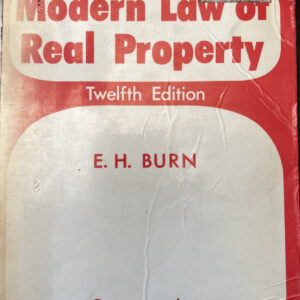 Modern Law of
Real Property
Twelfth Edition
E. H. BURN